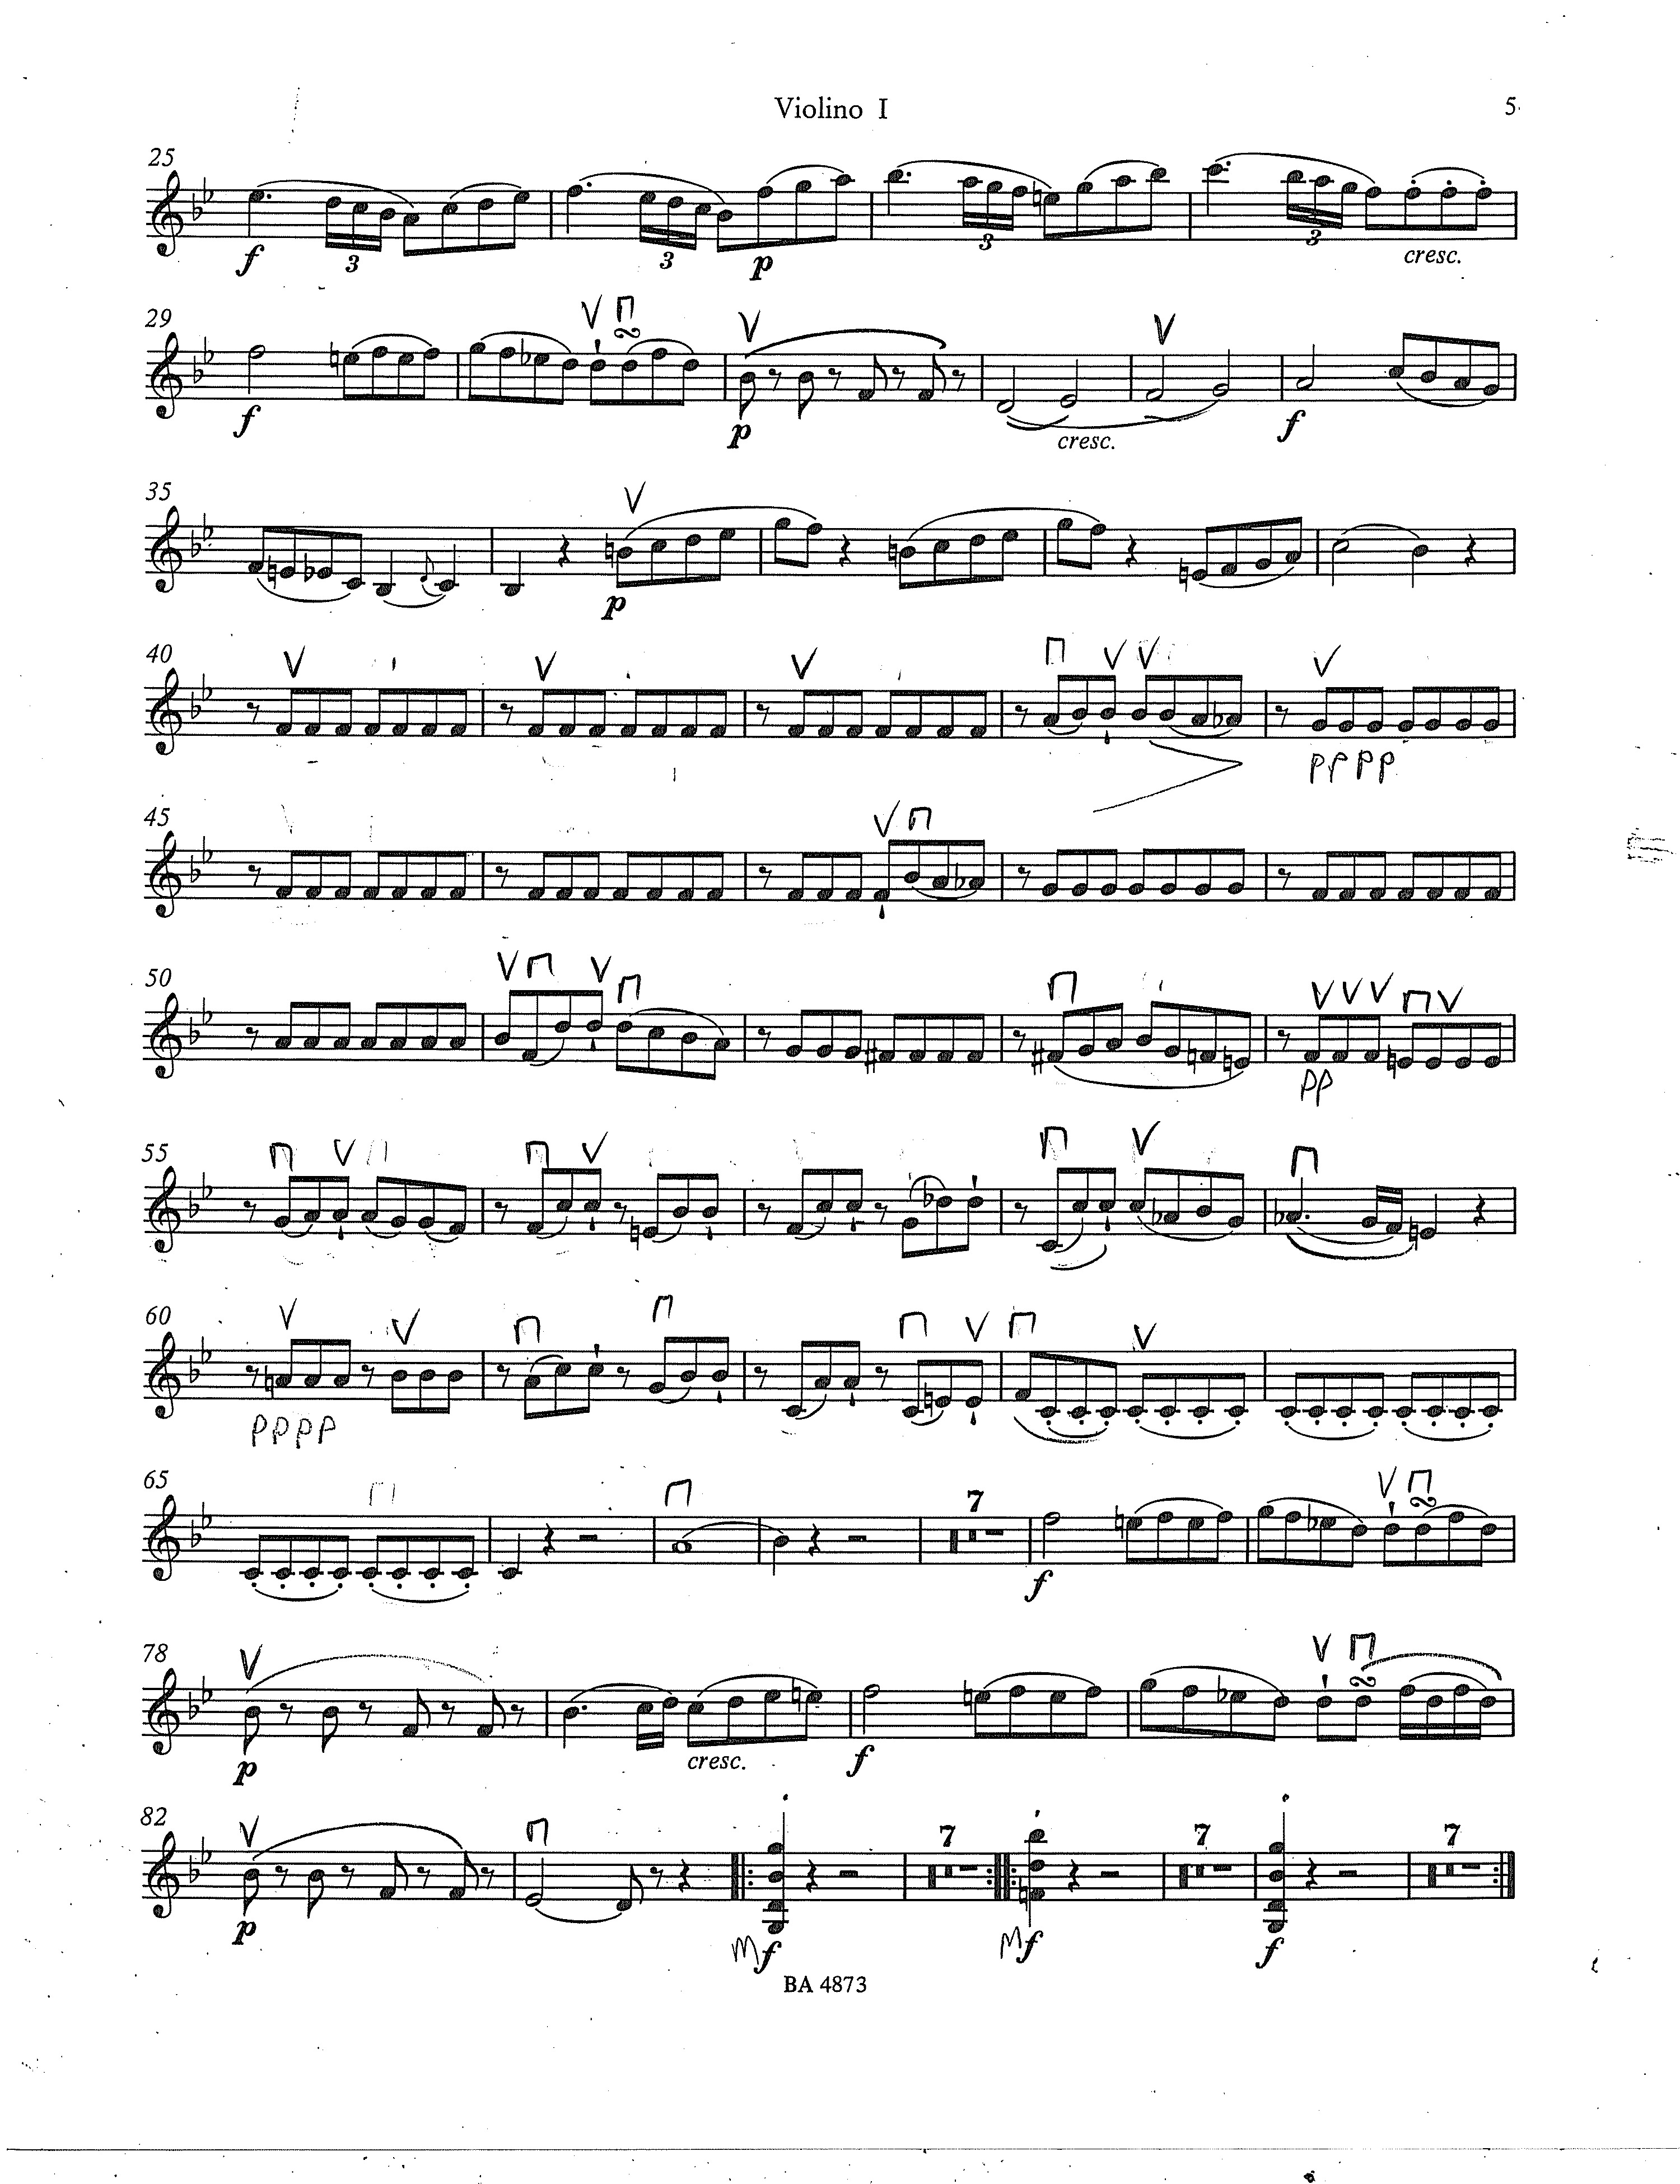 Violino I 5
25
f 3 3 p 3 3 cresc.
29
f p cresc. f
35
p
40
pppp
45
50
pp
55
60
pppp
65
7
f
78
p cresc. f
82
7 7 7
p Mf Mf f
BA 4873